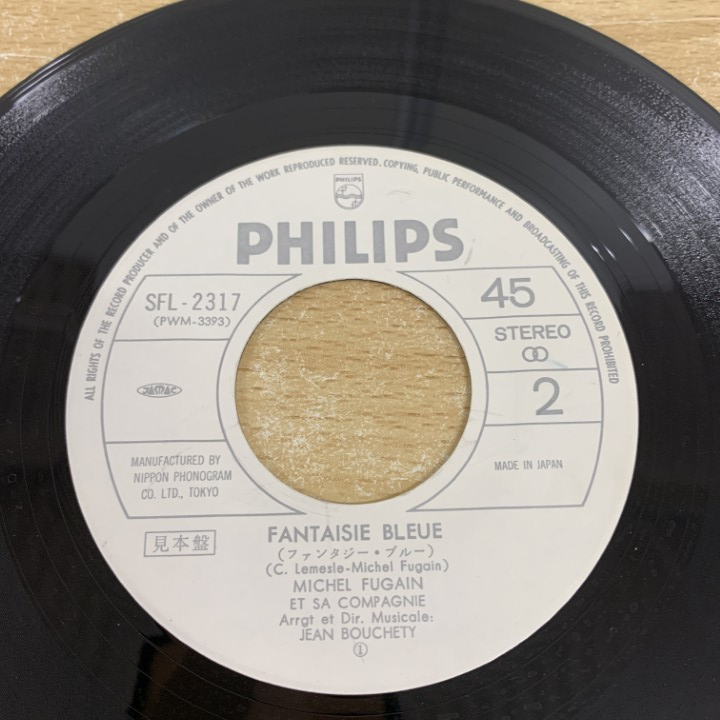 ALL RIGHTS OF THE RECORD PRODUCER AND OF THE OWNER OF THE WORK REPRODUCED RESERVED. COPYING, PUBLIC PERFORMANCE AND BROADCASTING OF THIS RECORD PROHIBITED
PHILIPS
PHILIPS
SFL-2317
(PWM-3393)
45
STEREO
2
JASRAC
MANUFACTURED BY
NIPPON PHONOGRAM
CO. LTD., TOKYO
MADE IN JAPAN
見本盤
FANTAISIE BLEUE
(ファンタジー・ブルー)
(C. Lemesle-Michel Fugain)
MICHEL FUGAIN
ET SA COMPAGNIE
Arrgt et Dir. Musicale:
JEAN BOUCHETY
①